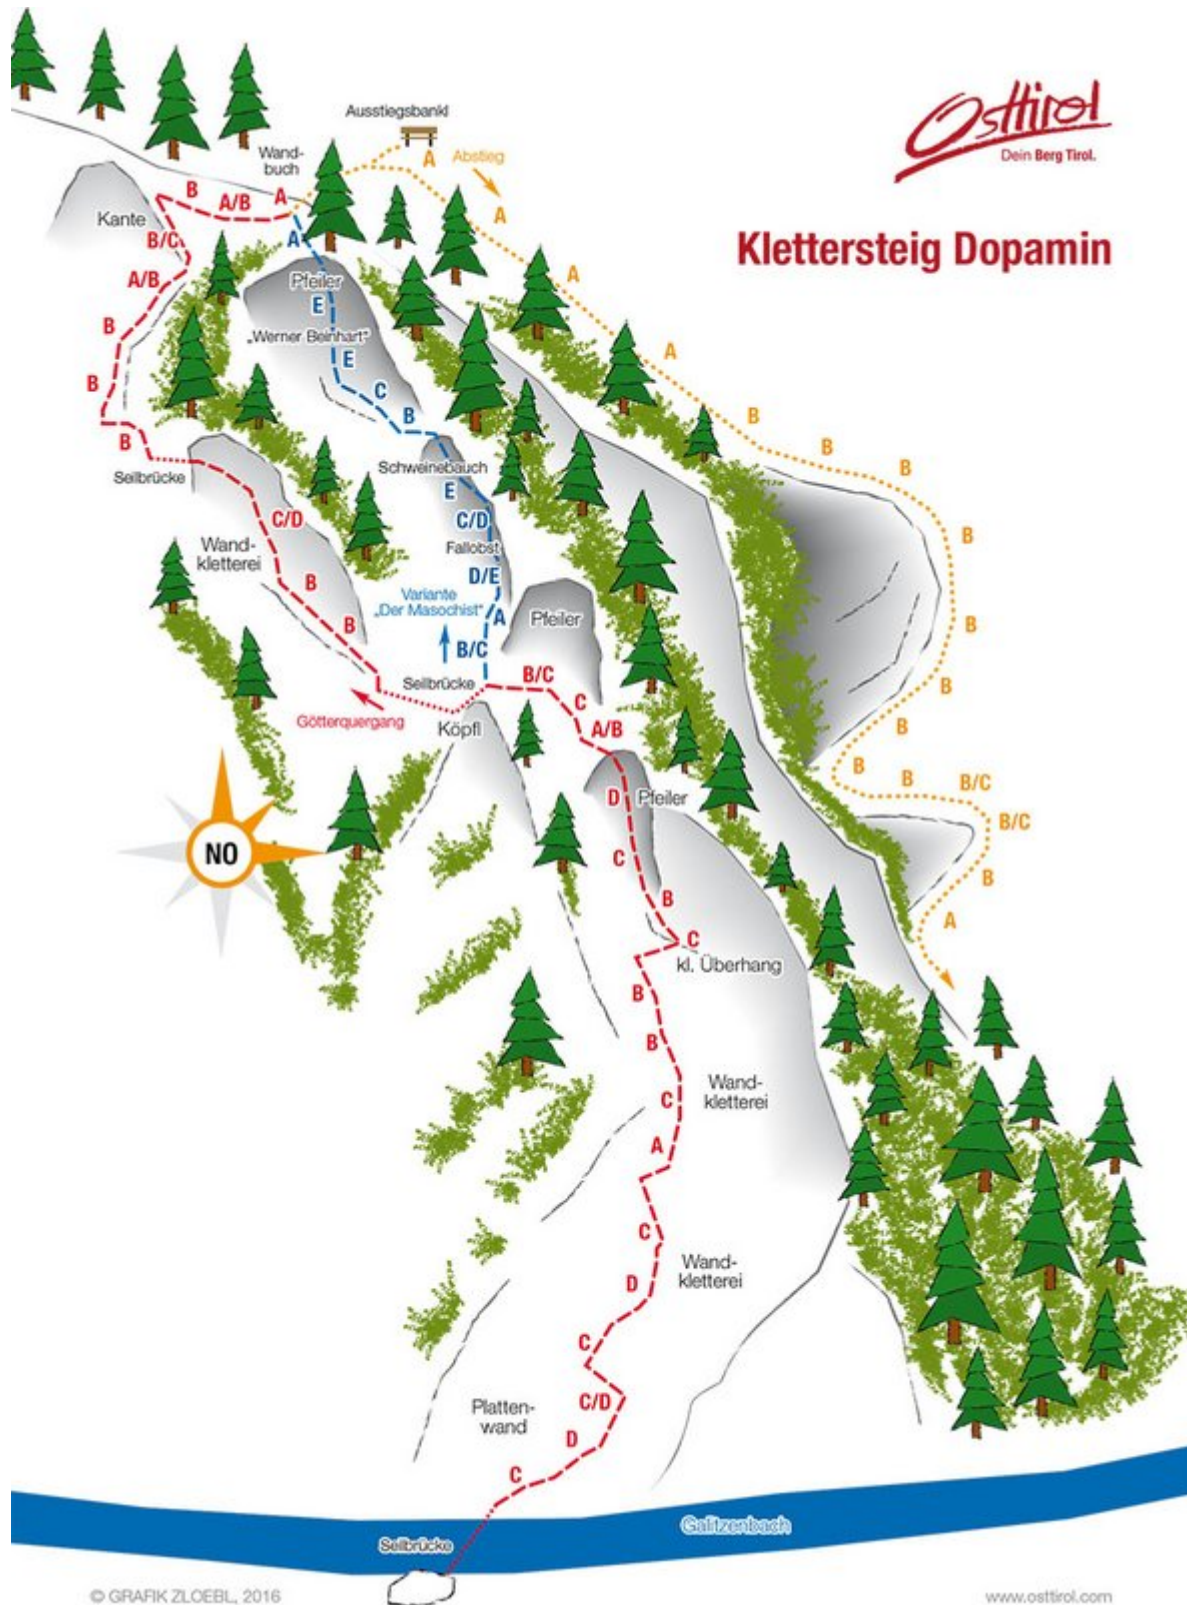 Ausstiegsbankl
Osttirol
Dein Berg Tirol.
Klettersteig Dopamin
Wand-
buch
A
Abstieg
A
B
A/B
A
Kante
B/C
A
A/B
Pfeiler
E
A
B
„Werner Beinhart"
E
A
B
C
B
B
B
B
B
Seilbrücke
Schweinebauch
E
C/D
C/D
B
Wand-
kletterei
Fallobst
D/E
B
Variante
„Der Masochist"
A
Pfeiler
B
B
B/C
Seilbrücke
B/C
B
Götterquergang
C
Köpfl
A/B
B
B
B
B/C
D
Pfeiler
B/C
NO
C
B
B
A
C
kl. Überhang
B
B
C
Wand-
kletterei
A
C
Wand-
kletterei
D
C
C/D
Platten-
wand
D
C
Galitzenbach
Seilbrücke
© GRAFIK ZLOEBL, 2016
www.osttirol.com